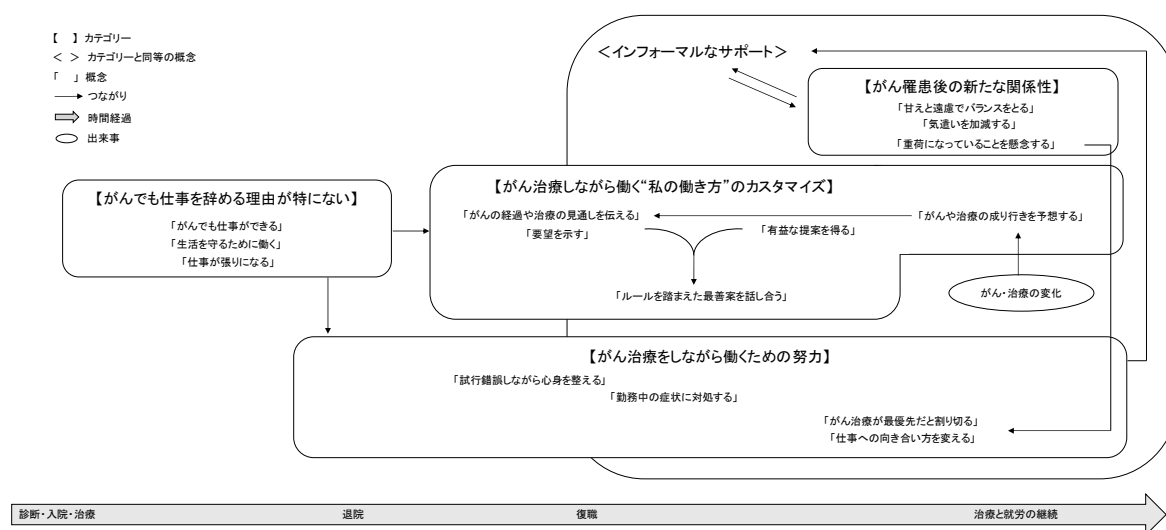 【　】カテゴリー
＜ ＞ カテゴリーと同等の概念
「　」概念
つながり
時間経過
出来事
＜インフォーマルなサポート＞
【がん罹患後の新たな関係性】
「甘えと遠慮でバランスをとる」
「気遣いを加減する」
「重荷になっていることを懸念する」
【がんでも仕事を辞める理由が特にない】
「がんでも仕事ができる」
「生活を守るために働く」
「仕事が張りになる」
【がん治療しながら働く“私の働き方”のカスタマイズ】
「がんの経過や治療の見通しを伝える」
「要望を示す」
「有益な提案を得る」
「がんや治療の成り行きを予想する」
「ルールを踏まえた最善案を話し合う」
がん・治療の変化
【がん治療をしながら働くための努力】
「試行錯誤しながら心身を整える」
「勤務中の症状に対処する」
「がん治療が最優先だと割り切る」
「仕事への向き合い方を変える」
診断・入院・治療
退院
復職
治療と就労の継続